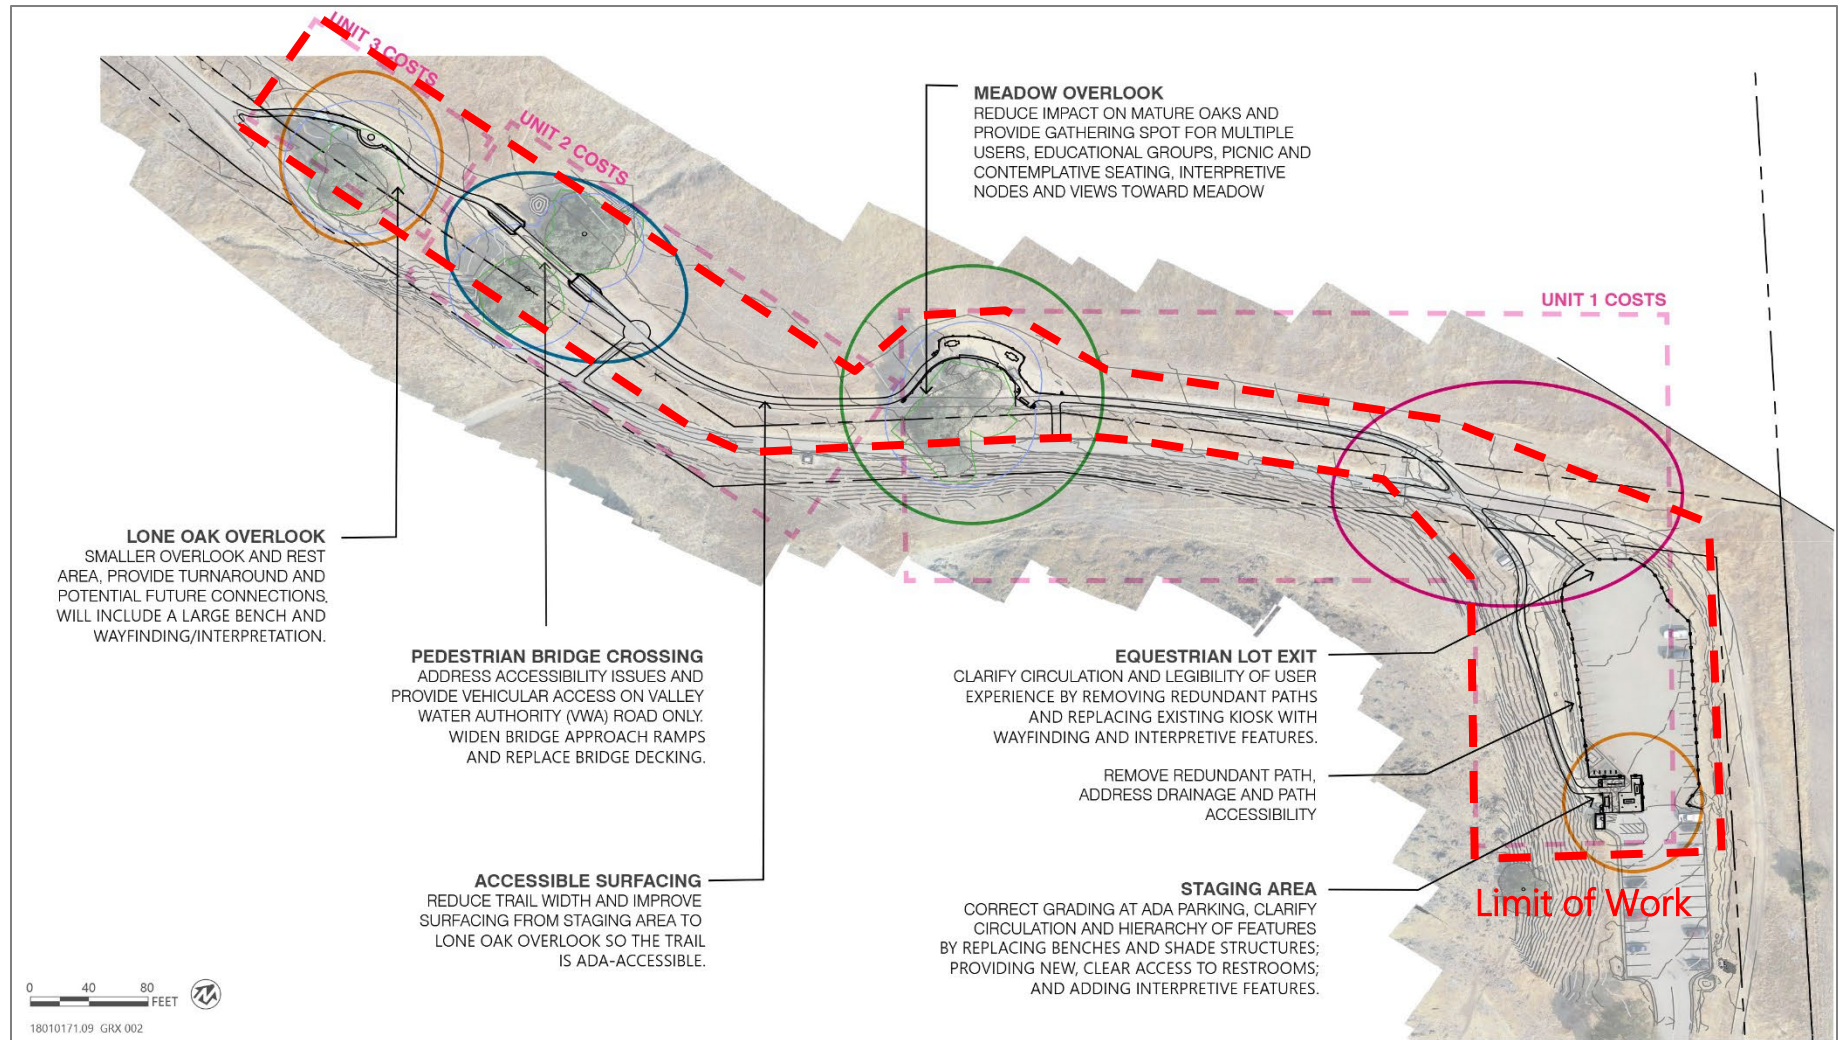 UNIT 3 COSTS
UNIT 2 COSTS
MEADOW OVERLOOK
REDUCE IMPACT ON MATURE OAKS AND
PROVIDE GATHERING SPOT FOR MULTIPLE
USERS, EDUCATIONAL GROUPS, PICNIC AND
CONTEMPLATIVE SEATING, INTERPRETIVE
NODES AND VIEWS TOWARD MEADOW
UNIT 1 COSTS
LONE OAK OVERLOOK
SMALLER OVERLOOK AND REST
AREA, PROVIDE TURNAROUND AND
POTENTIAL FUTURE CONNECTIONS,
WILL INCLUDE A LARGE BENCH AND
WAYFINDING/INTERPRETATION.
PEDESTRIAN BRIDGE CROSSING
ADDRESS ACCESSIBILITY ISSUES AND
PROVIDE VEHICULAR ACCESS ON VALLEY
WATER AUTHORITY (VWA) ROAD ONLY.
WIDEN BRIDGE APPROACH RAMPS
AND REPLACE BRIDGE DECKING.
EQUESTRIAN LOT EXIT
CLARIFY CIRCULATION AND LEGIBILITY OF USER
EXPERIENCE BY REMOVING REDUNDANT PATHS
AND REPLACING EXISTING KIOSK WITH
WAYFINDING AND INTERPRETIVE FEATURES.
REMOVE REDUNDANT PATH,
ADDRESS DRAINAGE AND PATH
ACCESSIBILITY
ACCESSIBLE SURFACING
REDUCE TRAIL WIDTH AND IMPROVE
SURFACING FROM STAGING AREA TO
LONE OAK OVERLOOK SO THE TRAIL
IS ADA-ACCESSIBLE.
STAGING AREA
CORRECT GRADING AT ADA PARKING, CLARIFY
CIRCULATION AND HIERARCHY OF FEATURES
BY REPLACING BENCHES AND SHADE STRUCTURES;
PROVIDING NEW, CLEAR ACCESS TO RESTROOMS;
AND ADDING INTERPRETIVE FEATURES.
Limit of Work
0 40 80
FEET
N
18010171.09 GRX 002